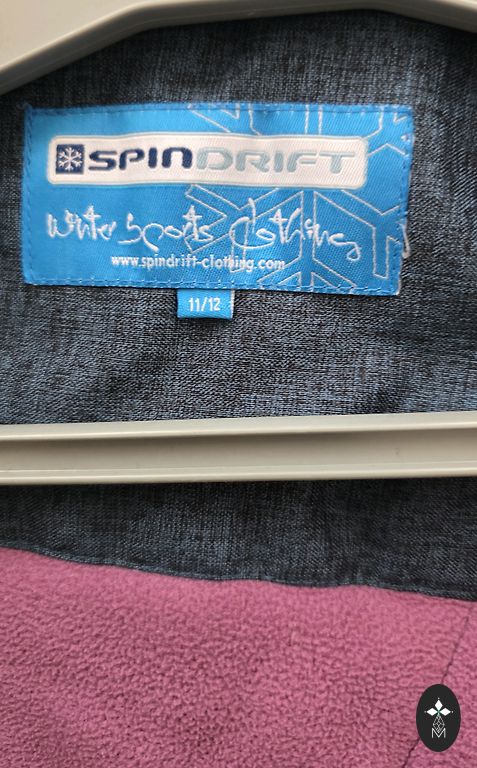 SPINDRIFT
Winter Sports Clothing
www.spindrift-clothing.com
11/12
M